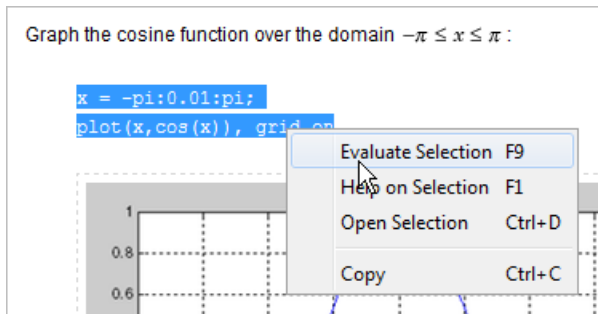 Graph the cosine function over the domain −π ≤ x ≤ π :
x = -pi:0.01:pi;
plot(x,cos(x)), grid on
Evaluate Selection F9
Help on Selection F1
Open Selection Ctrl+D
Copy Ctrl+C
1
0.8
0.6